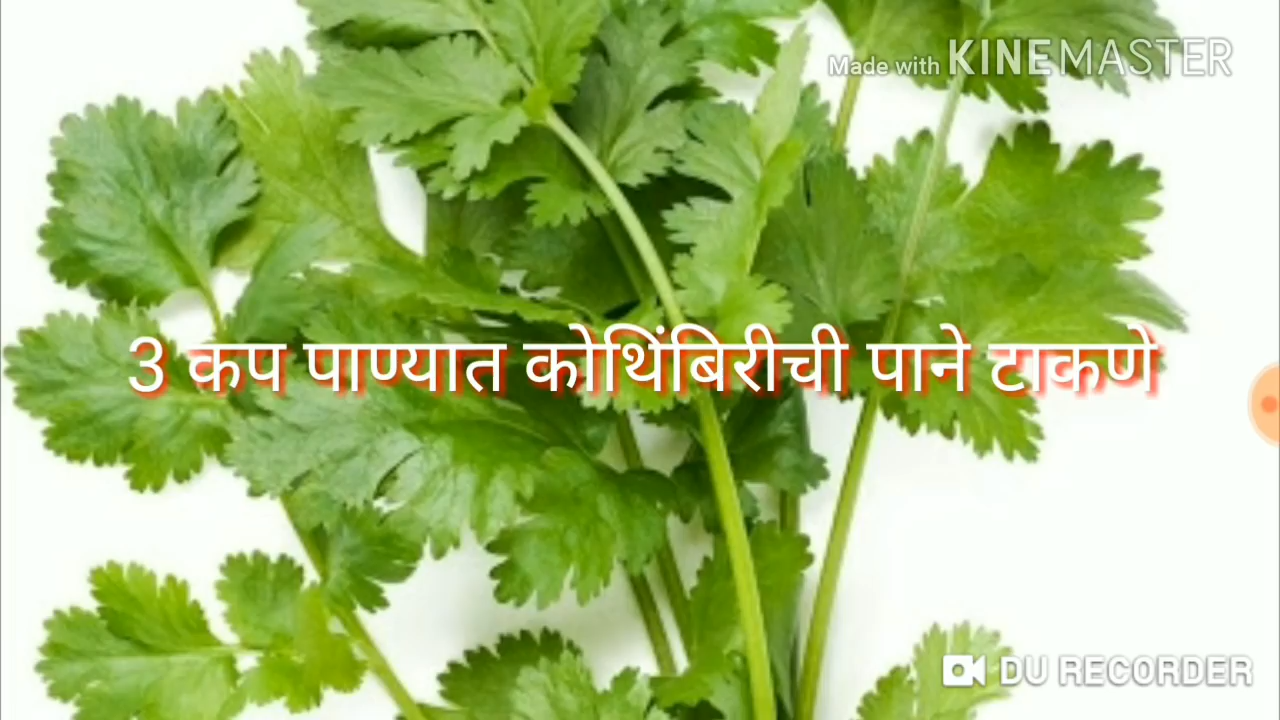 Made with KINEMASTER
3 कप पाण्यात कोथिंबिरीची पाने टाकणे
DU RECORDER